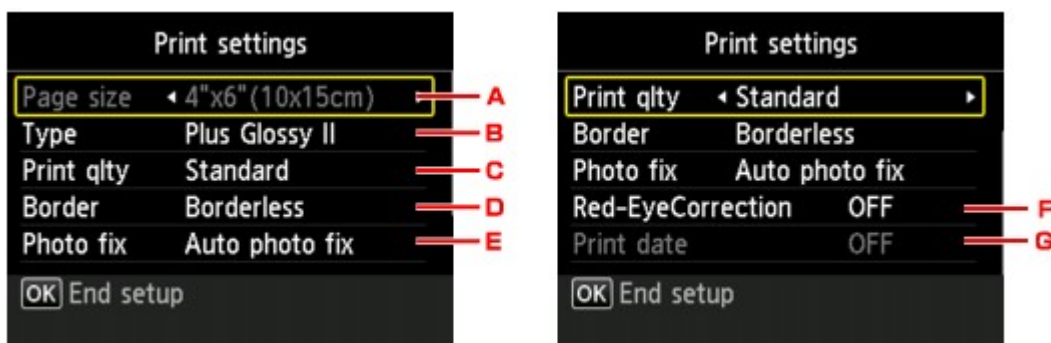 Print settings
Page size 4"x6"(10x15cm) A
Type Plus Glossy II B
Print qlty Standard C
Border Borderless D
Photo fix Auto photo fix E
OK End setup
Print settings
Print qlty Standard
Border Borderless
Photo fix Auto photo fix
Red-EyeCorrection OFF F
Print date OFF G
OK End setup